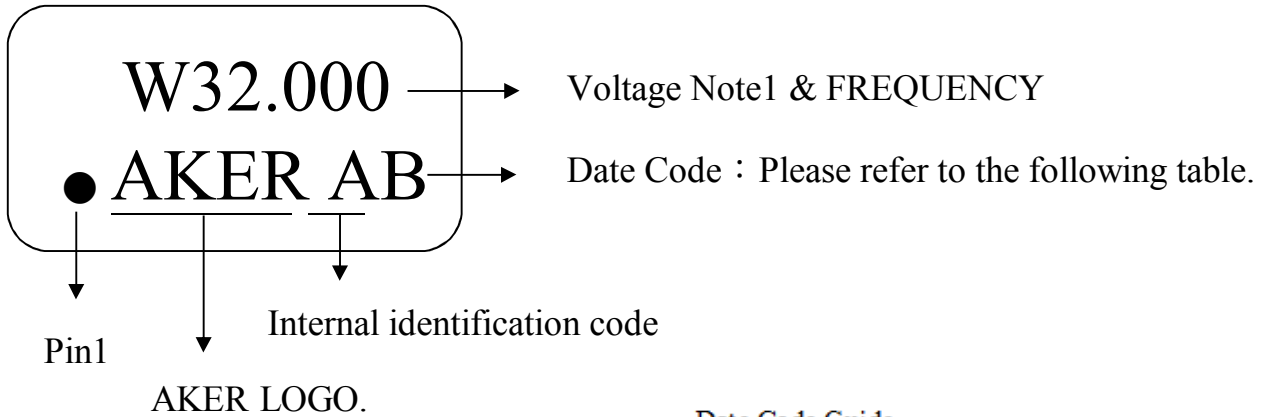 W32.000
Voltage Note1 & FREQUENCY
AKER AB
Date Code：Please refer to the following table.
Internal identification code
Pin1
AKER LOGO.